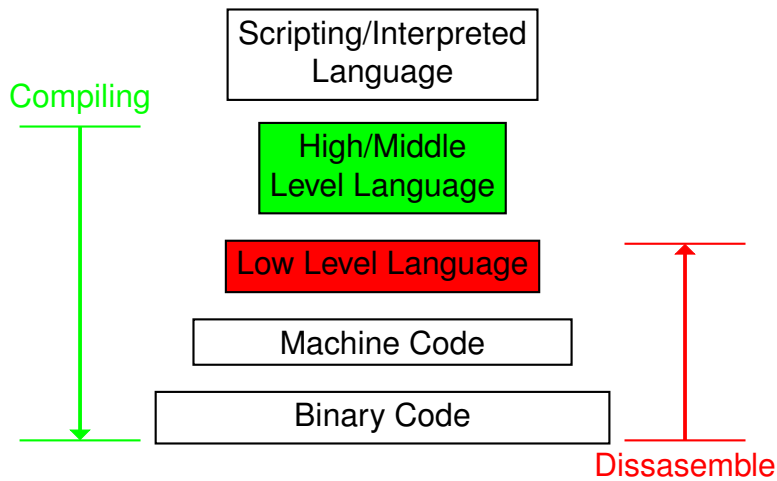 Scripting/Interpreted
Language
Compiling
High/Middle
Level Language
Low Level Language
Machine Code
Binary Code
Dissasemble